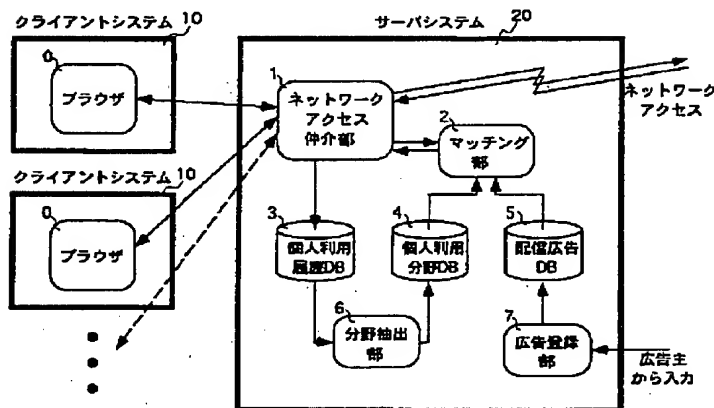 クライアントシステム 10
0
ブラウザ
クライアントシステム 10
0
ブラウザ
サーバシステム 20
1
ネットワーク
アクセス
仲介部
2
マッチング
部
ネットワーク
アクセス
3
個人利用
履歴DB
4
個人利用
分野DB
5
配信広告
DB
6
分野抽出
部
7
広告登録
部
広告主
から入力